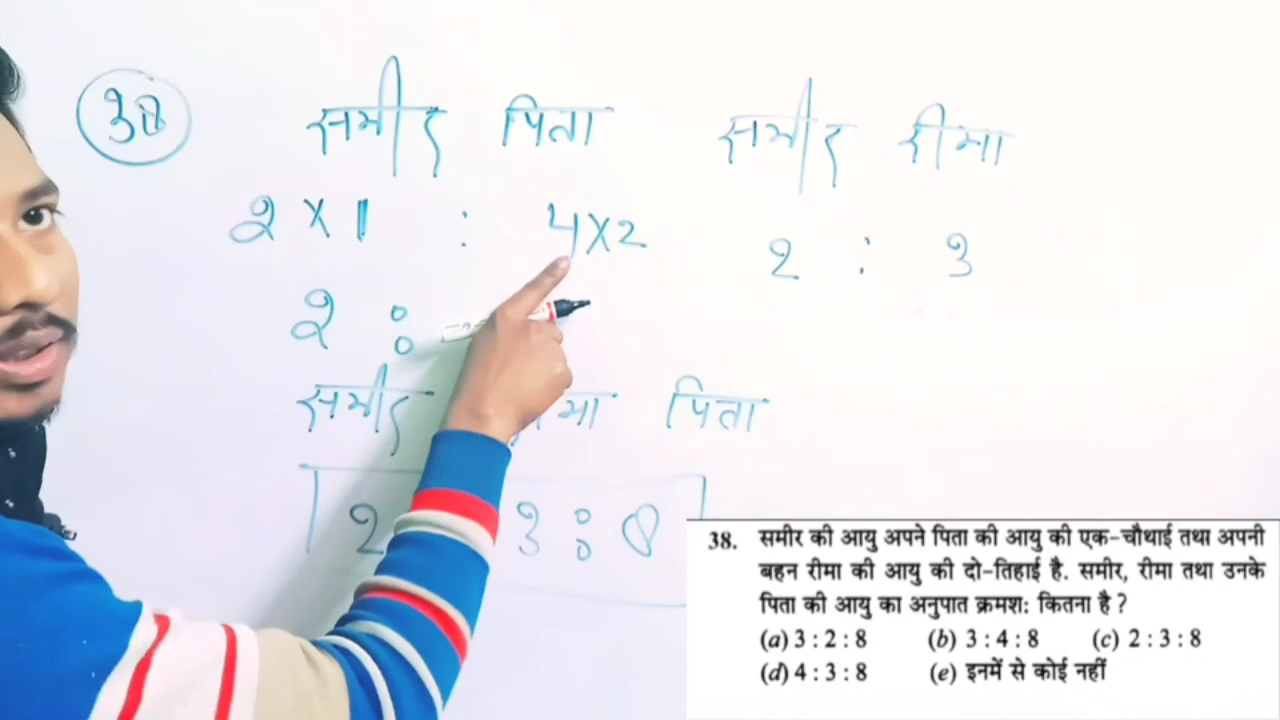 38
समीर पिता समीर रीमा
2 × 1 : 4 × 2 2 : 3
2 :
समीर पिता
2 3 : 8
38. समीर की आयु अपने पिता की आयु की एक-चौथाई तथा अपनी
बहन रीमा की आयु की दो-तिहाई है. समीर, रीमा तथा उनके
पिता की आयु का अनुपात क्रमश: कितना है ?
(a) 3 : 2 : 8 (b) 3 : 4 : 8 (c) 2 : 3 : 8
(d) 4 : 3 : 8 (e) इनमें से कोई नहीं